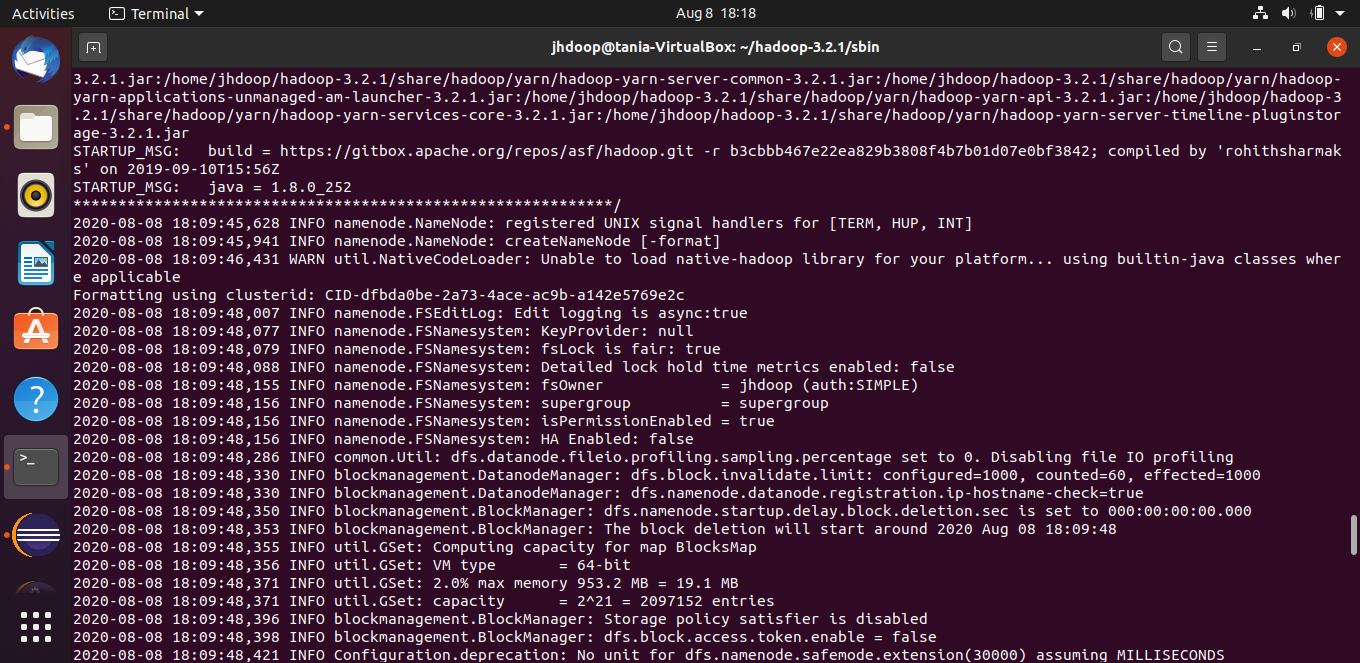 Activities
Terminal
Aug 8 18:18
jhdoop@tania-VirtualBox: ~/hadoop-3.2.1/sbin
3.2.1.jar:/home/jhdoop/hadoop-3.2.1/share/hadoop/yarn/hadoop-yarn-server-common-3.2.1.jar:/home/jhdoop/hadoop-3.2.1/share/hadoop/yarn/hadoop-
yarn-applications-unmanaged-am-launcher-3.2.1.jar:/home/jhdoop/hadoop-3.2.1/share/hadoop/yarn/hadoop-yarn-api-3.2.1.jar:/home/jhdoop/hadoop-3
.2.1/share/hadoop/yarn/hadoop-yarn-services-core-3.2.1.jar:/home/jhdoop/hadoop-3.2.1/share/hadoop/yarn/hadoop-yarn-server-timeline-pluginstor
age-3.2.1.jar
STARTUP_MSG:   build = https://gitbox.apache.org/repos/asf/hadoop.git -r b3cbbb467e22ea829b3808f4b7b01d07e0bf3842; compiled by 'rohithsharmak
s' on 2019-09-10T15:56Z
STARTUP_MSG:   java = 1.8.0_252
************************************************************/
2020-08-08 18:09:45,628 INFO namenode.NameNode: registered UNIX signal handlers for [TERM, HUP, INT]
2020-08-08 18:09:45,941 INFO namenode.NameNode: createNameNode [-format]
2020-08-08 18:09:46,431 WARN util.NativeCodeLoader: Unable to load native-hadoop library for your platform... using builtin-java classes wher
e applicable
Formatting using clusterid: CID-dfbda0be-2a73-4ace-ac9b-a142e5769e2c
2020-08-08 18:09:48,007 INFO namenode.FSEditLog: Edit logging is async:true
2020-08-08 18:09:48,077 INFO namenode.FSNamesystem: KeyProvider: null
2020-08-08 18:09:48,079 INFO namenode.FSNamesystem: fsLock is fair: true
2020-08-08 18:09:48,088 INFO namenode.FSNamesystem: Detailed lock hold time metrics enabled: false
2020-08-08 18:09:48,155 INFO namenode.FSNamesystem: fsOwner             = jhdoop (auth:SIMPLE)
2020-08-08 18:09:48,156 INFO namenode.FSNamesystem: supergroup          = supergroup
2020-08-08 18:09:48,156 INFO namenode.FSNamesystem: isPermissionEnabled = true
2020-08-08 18:09:48,156 INFO namenode.FSNamesystem: HA Enabled: false
2020-08-08 18:09:48,286 INFO common.Util: dfs.datanode.fileio.profiling.sampling.percentage set to 0. Disabling file IO profiling
2020-08-08 18:09:48,330 INFO blockmanagement.DatanodeManager: dfs.block.invalidate.limit: configured=1000, counted=60, effected=1000
2020-08-08 18:09:48,330 INFO blockmanagement.DatanodeManager: dfs.namenode.datanode.registration.ip-hostname-check=true
2020-08-08 18:09:48,350 INFO blockmanagement.BlockManager: dfs.namenode.startup.delay.block.deletion.sec is set to 000:00:00:00.000
2020-08-08 18:09:48,353 INFO blockmanagement.BlockManager: The block deletion will start around 2020 Aug 08 18:09:48
2020-08-08 18:09:48,355 INFO util.GSet: Computing capacity for map BlocksMap
2020-08-08 18:09:48,356 INFO util.GSet: VM type       = 64-bit
2020-08-08 18:09:48,371 INFO util.GSet: 2.0% max memory 953.2 MB = 19.1 MB
2020-08-08 18:09:48,371 INFO util.GSet: capacity      = 2^21 = 2097152 entries
2020-08-08 18:09:48,396 INFO blockmanagement.BlockManager: Storage policy satisfier is disabled
2020-08-08 18:09:48,398 INFO blockmanagement.BlockManager: dfs.block.access.token.enable = false
2020-08-08 18:09:48,421 INFO Configuration.deprecation: No unit for dfs.namenode.safemode.extension(30000) assuming MILLISECONDS